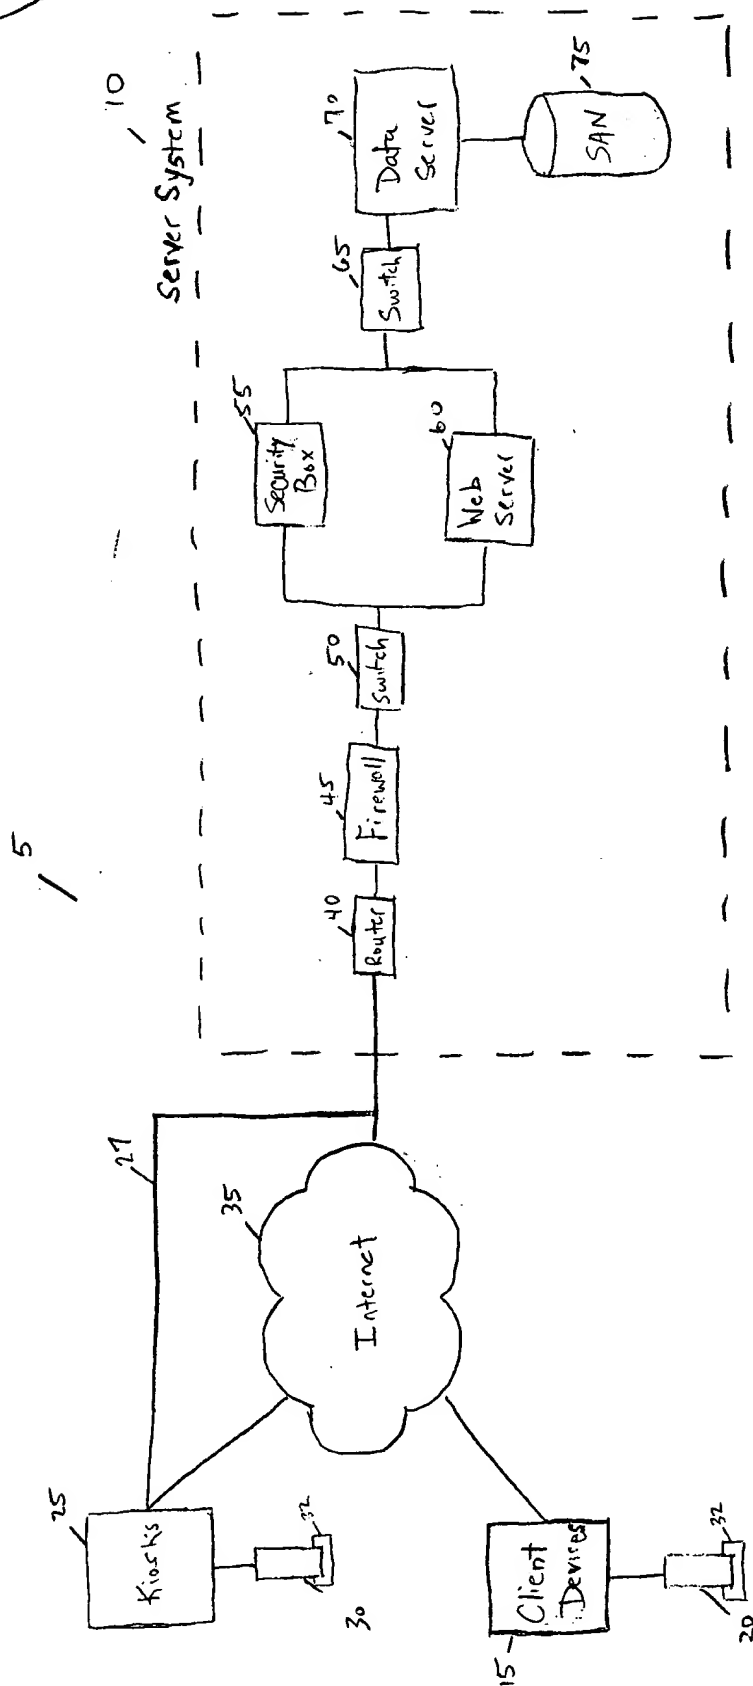 5
Server System
10
Kiosks
25
27
30
32
Client
Devices
15
20
32
Internet
35
Router
40
Firewall
45
Switch
50
Security
Box
55
Web
Server
60
Switch
65
Data
Server
70
SAN
75